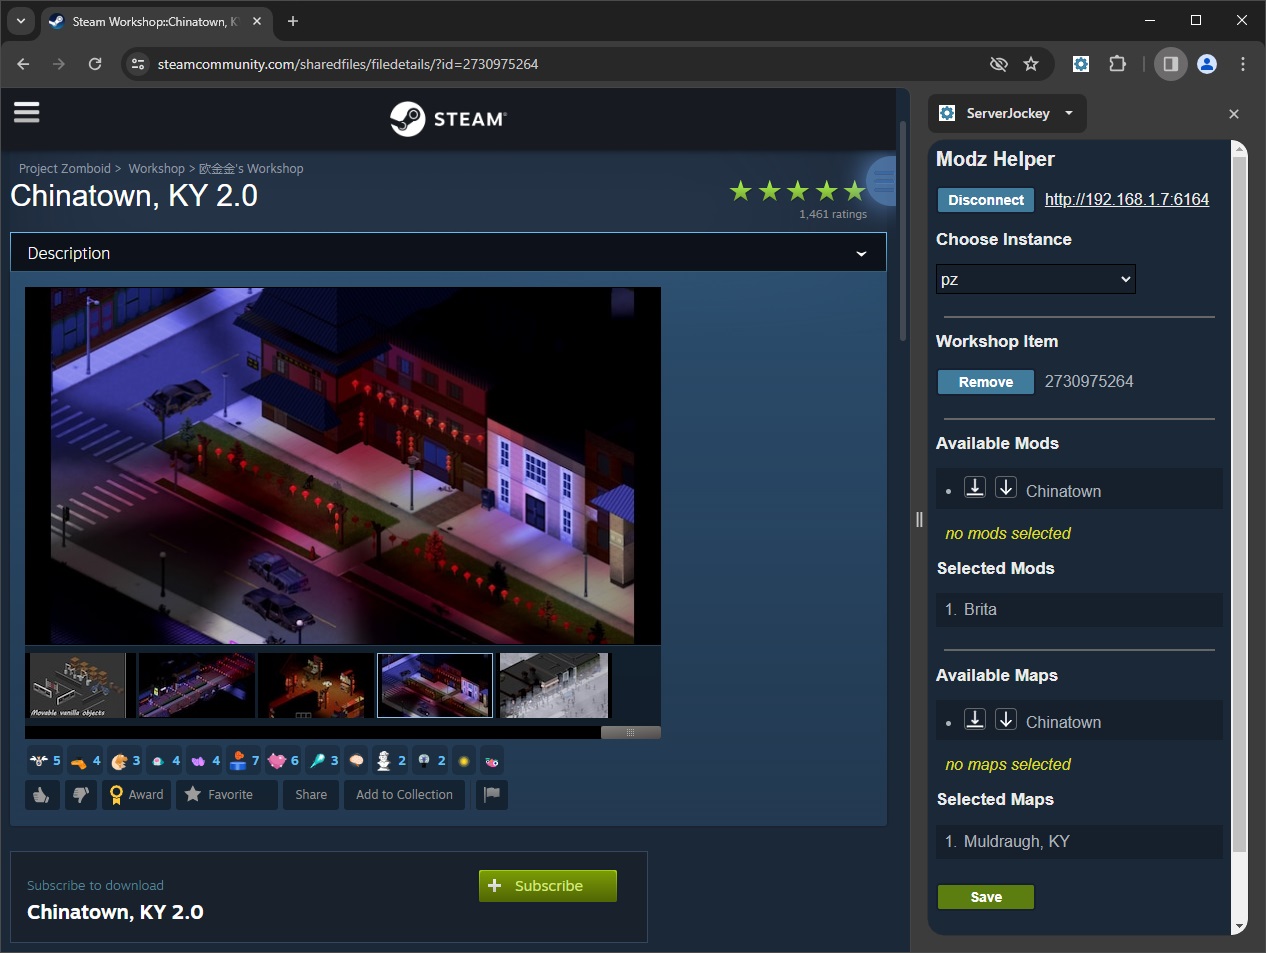 Steam Workshop::Chinatown, K
steamcommunity.com/sharedfiles/filedetails/?id=2730975264
STEAM
Project Zomboid > Workshop > 欧金金's Workshop
Chinatown, KY 2.0
1,461 ratings
Description
Movable vanilla objects
5 4 3 4 4 7 6 3 2 2
Award Favorite Share Add to Collection
Subscribe to download
Chinatown, KY 2.0
Subscribe
ServerJockey
Modz Helper
Disconnect http://192.168.1.7:6164
Choose Instance
pz
Workshop Item
Remove 2730975264
Available Mods
Chinatown
no mods selected
Selected Mods
1. Brita
Available Maps
Chinatown
no maps selected
Selected Maps
1. Muldraugh, KY
Save